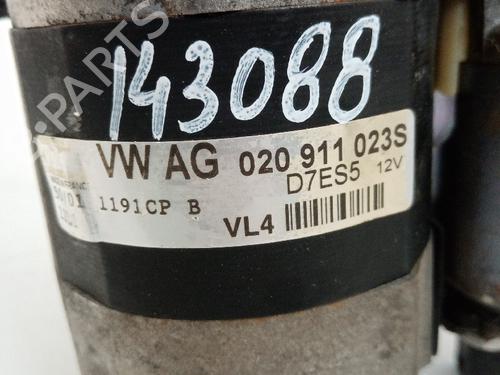 143088
VW AG 020 911 023S
D7ES5 12V
1191CP B
VL4